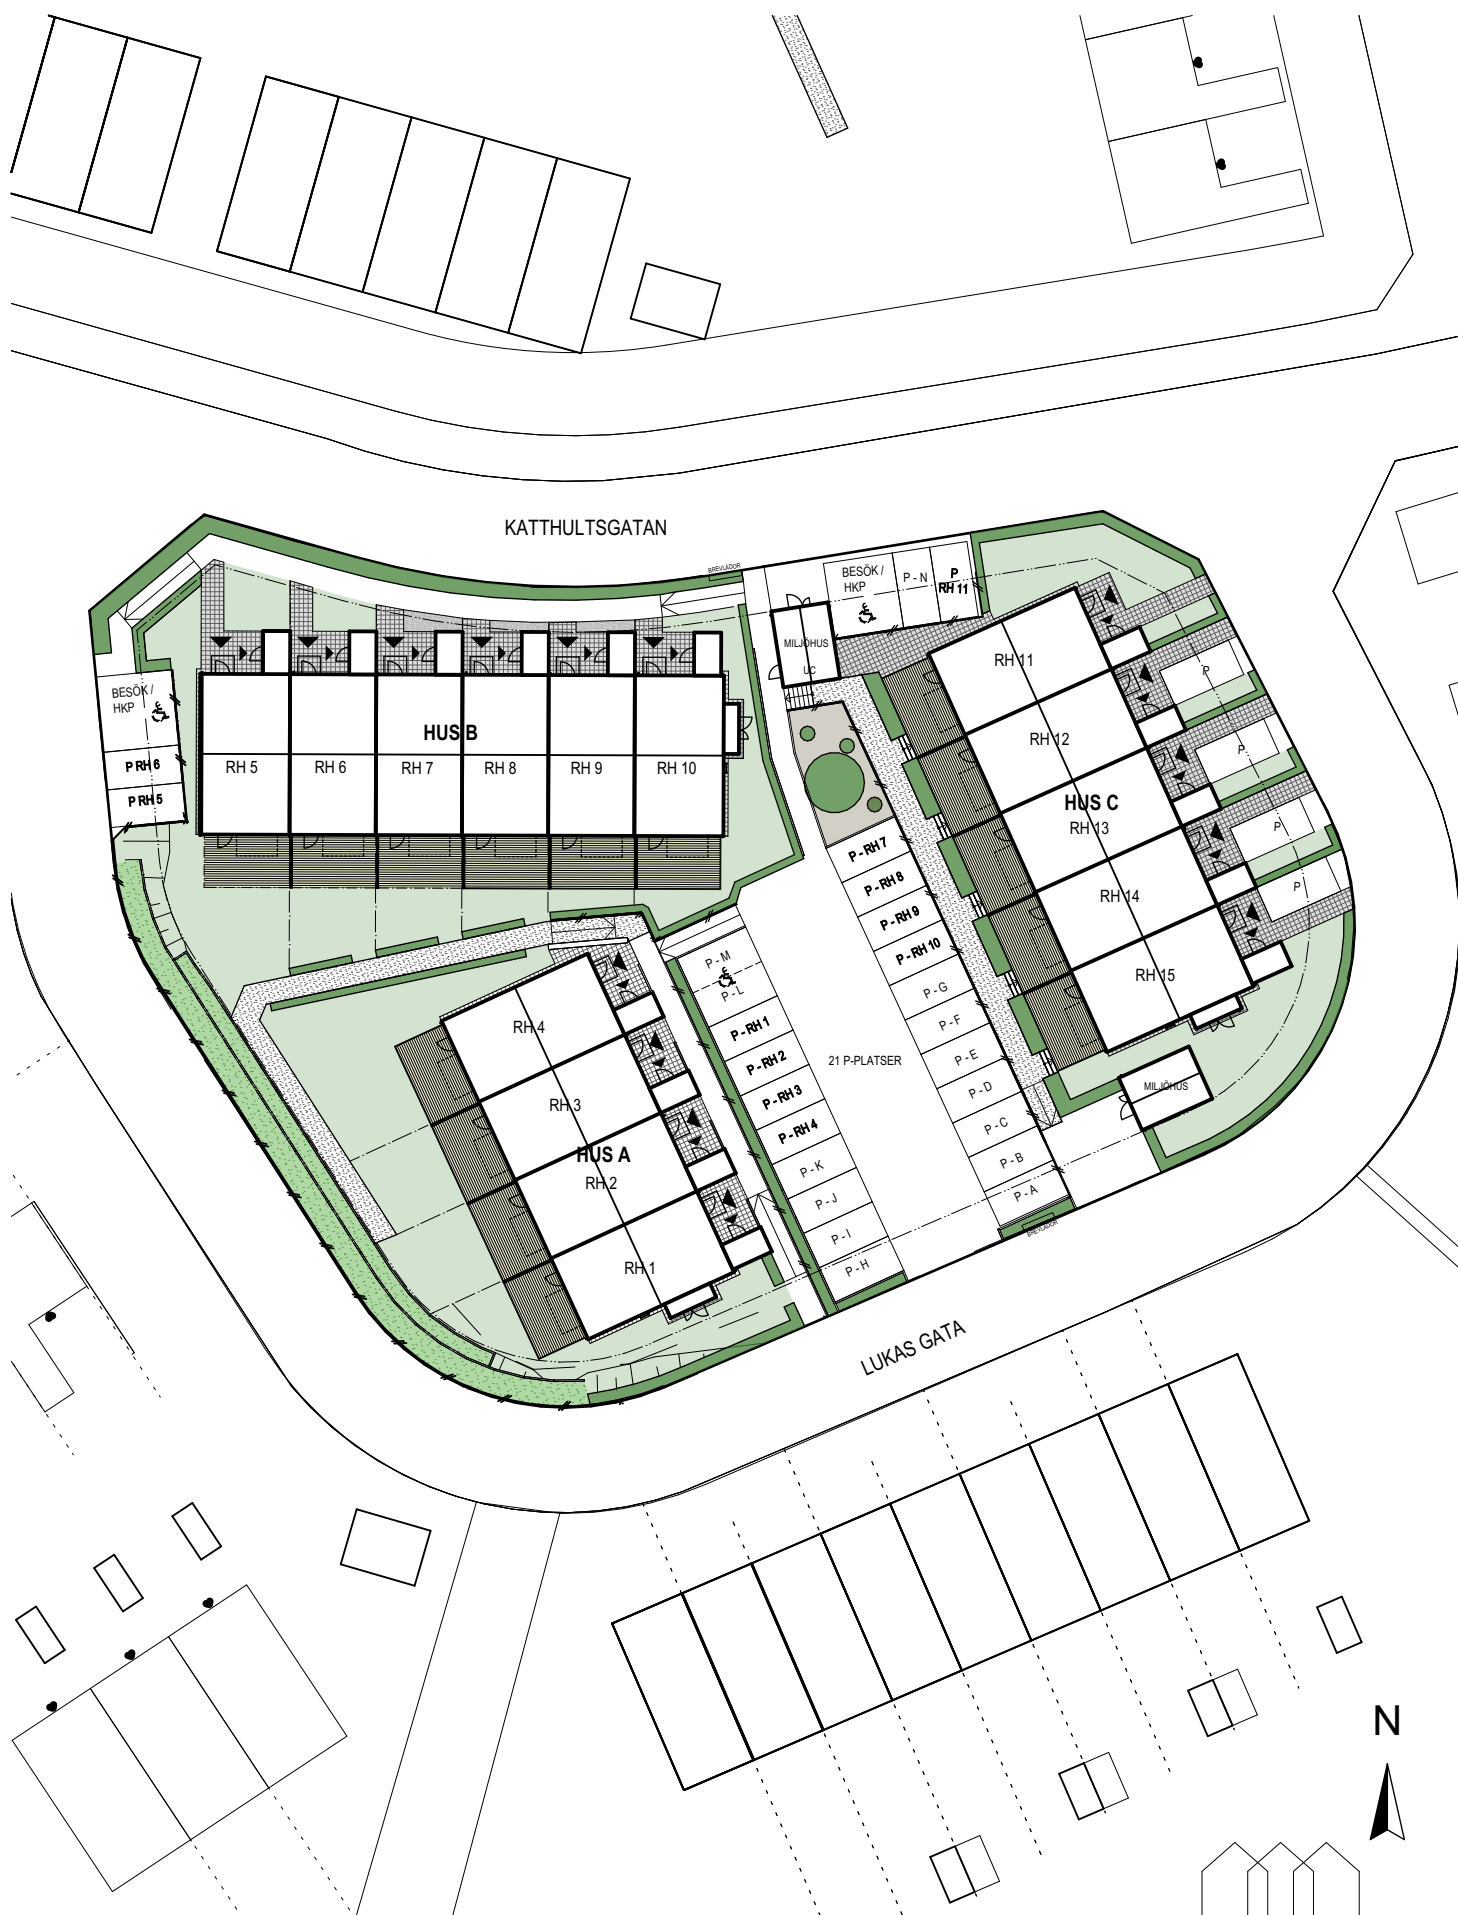 KATTHULTSGATAN
BREVLÅDOR
BESÖK /
HKP
P - N
P
RH 11
MILJÖHUS
UC
BESÖK /
HKP
P RH 6
P RH 5
HUS B
RH 5
RH 6
RH 7
RH 8
RH 9
RH 10
RH 11
RH 12
HUS C
RH 13
RH 14
RH 15
P
P
P
P
P - RH 7
P - RH 8
P - RH 9
P - RH 10
P - G
P - F
P - E
P - D
P - C
P - B
P - A
21 P-PLATSER
P - M
P - L
P - RH 1
P - RH 2
P - RH 3
P - RH 4
P - K
P - J
P - I
P - H
RH 4
RH 3
HUS A
RH 2
RH 1
MILJÖHUS
BREVLÅDOR
LUKAS GATA
N